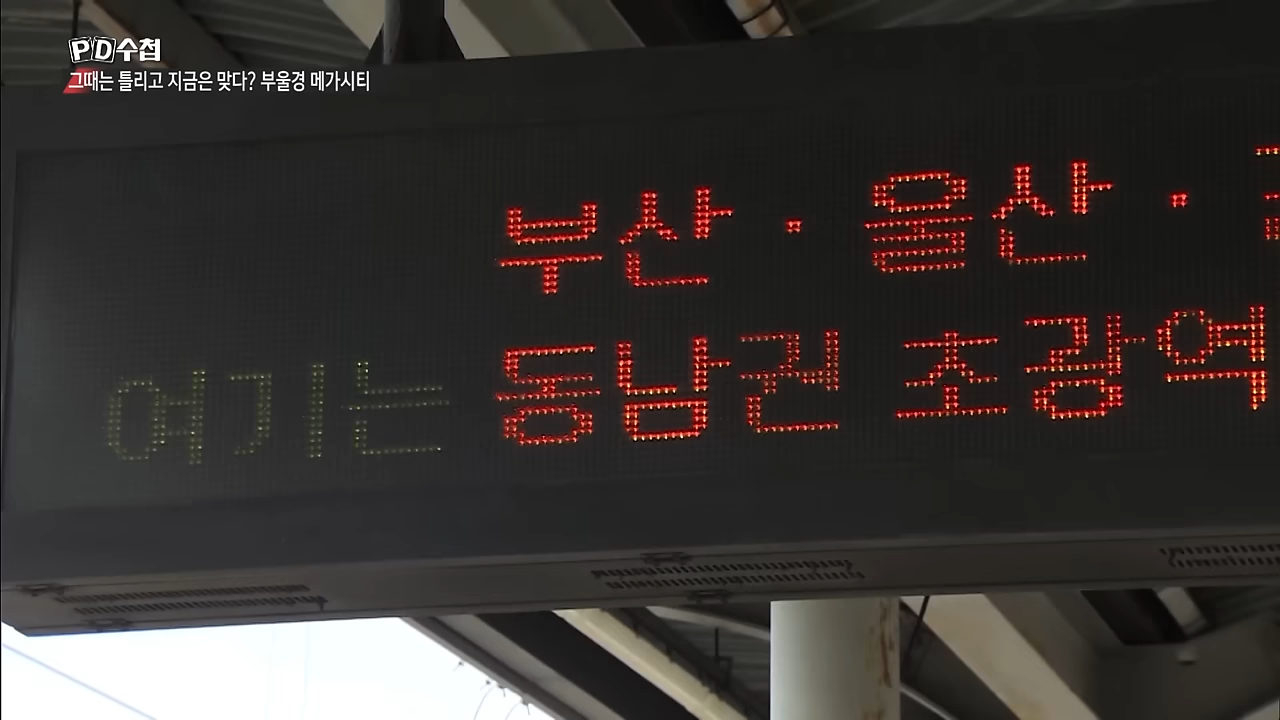 PD수첩
그때는 틀리고 지금은 맞다? 부울경 메가시티
부산 · 울산 ·
여기는 동남권 초광역